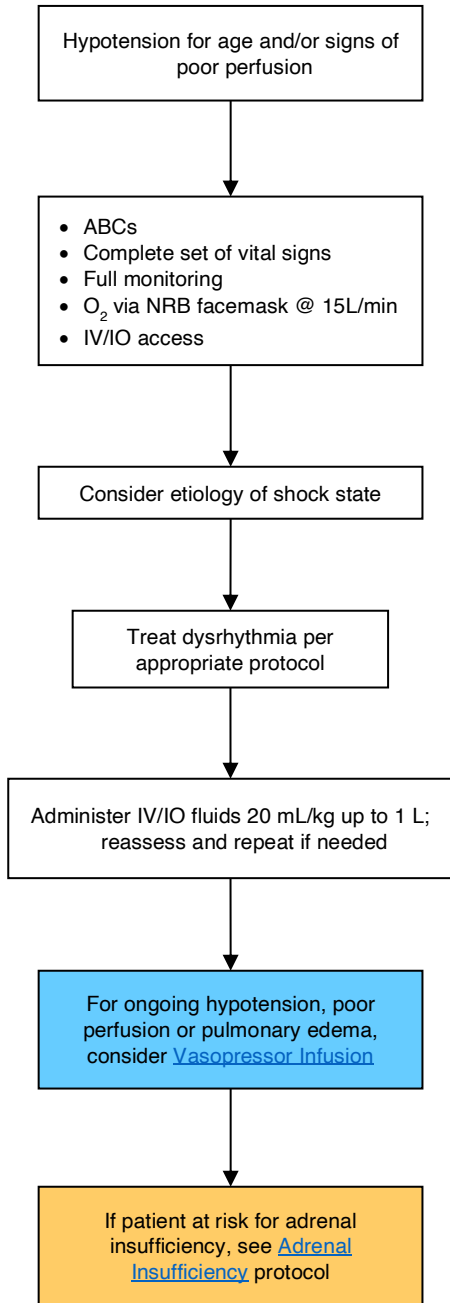 Hypotension for age and/or signs of
poor perfusion
• ABCs
• Complete set of vital signs
• Full monitoring
• O2 via NRB facemask @ 15L/min
• IV/IO access
Consider etiology of shock state
Treat dysrhythmia per
appropriate protocol
Administer IV/IO fluids 20 mL/kg up to 1 L;
reassess and repeat if needed
For ongoing hypotension, poor
perfusion or pulmonary edema,
consider Vasopressor Infusion
If patient at risk for adrenal
insufficiency, see Adrenal
Insufficiency protocol